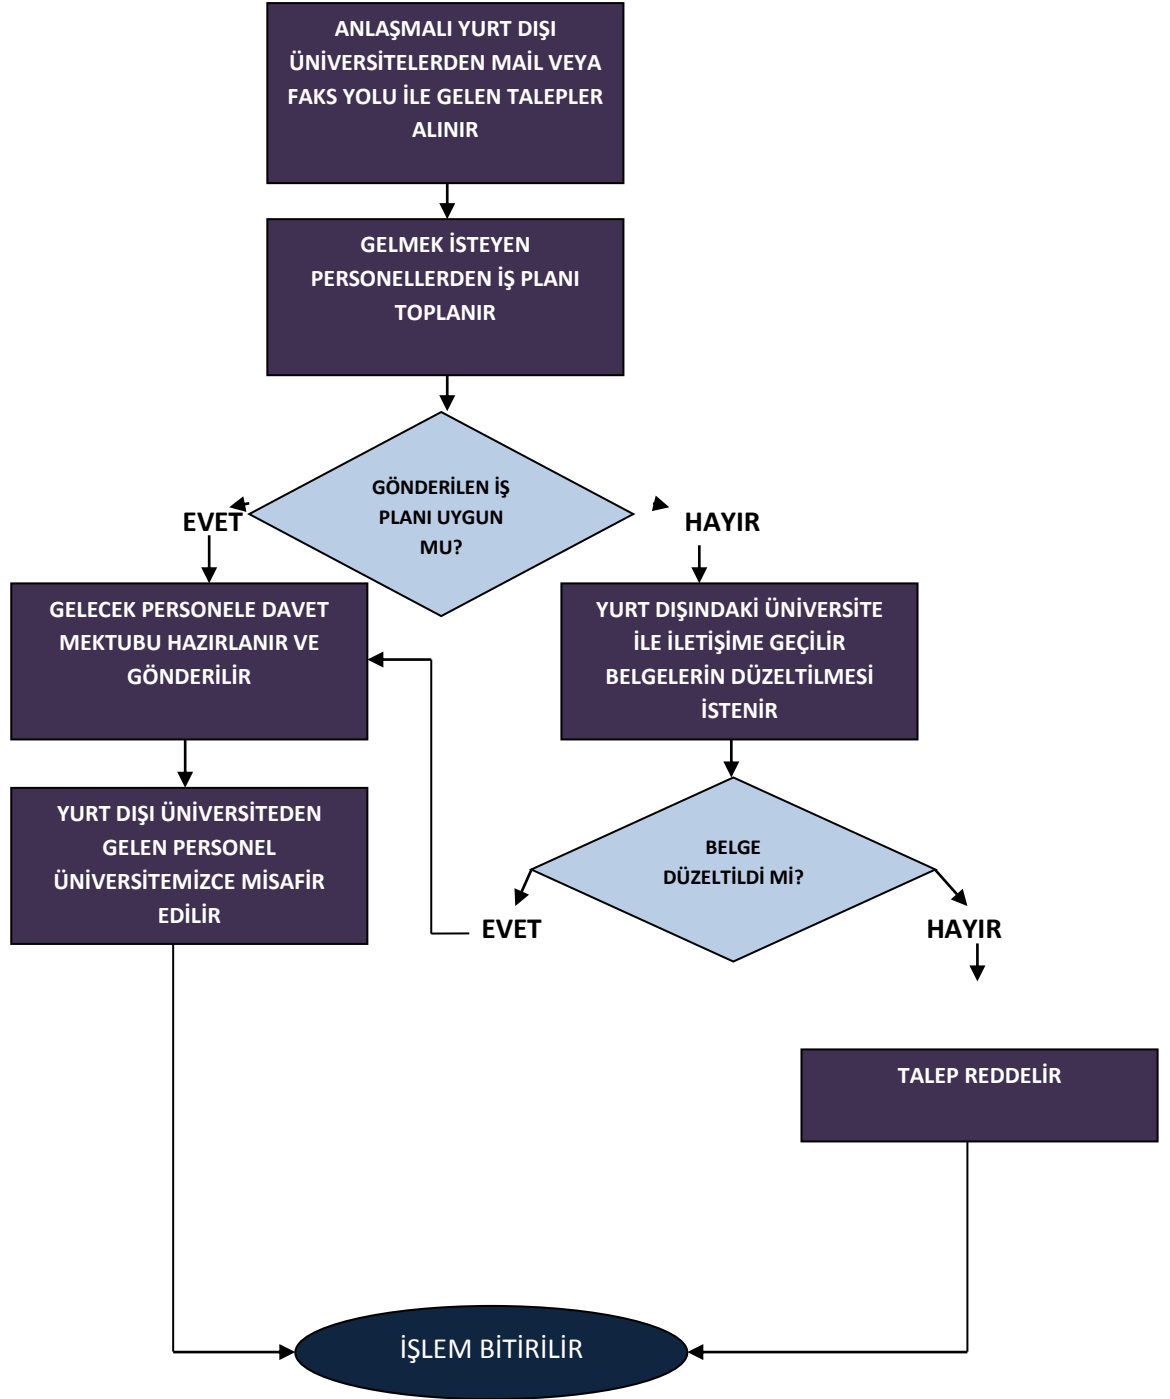 ANLAŞMALI YURT DIŞI
ÜNİVERSİTELERDEN MAİL VEYA
FAKS YOLU İLE GELEN TALEPLER
ALINIR
GELMEK İSTEYEN
PERSONELLERDEN İŞ PLANI
TOPLANIR
GÖNDERİLEN İŞ
PLANI UYGUN
MU?
EVET
HAYIR
GELECEK PERSONELE DAVET
MEKTUBU HAZIRLANIR VE
GÖNDERİLİR
YURT DIŞINDAKİ ÜNİVERSİTE
İLE İLETİŞİME GEÇİLİR
BELGELERİN DÜZELTİLMESİ
İSTENİR
YURT DIŞI ÜNİVERSİTEDEN
GELEN PERSONEL
ÜNİVERSİTEMİZCE MİSAFİR
EDİLİR
BELGE
DÜZELTİLDİ Mİ?
EVET
HAYIR
TALEP REDDELİR
İŞLEM BİTİRİLİR